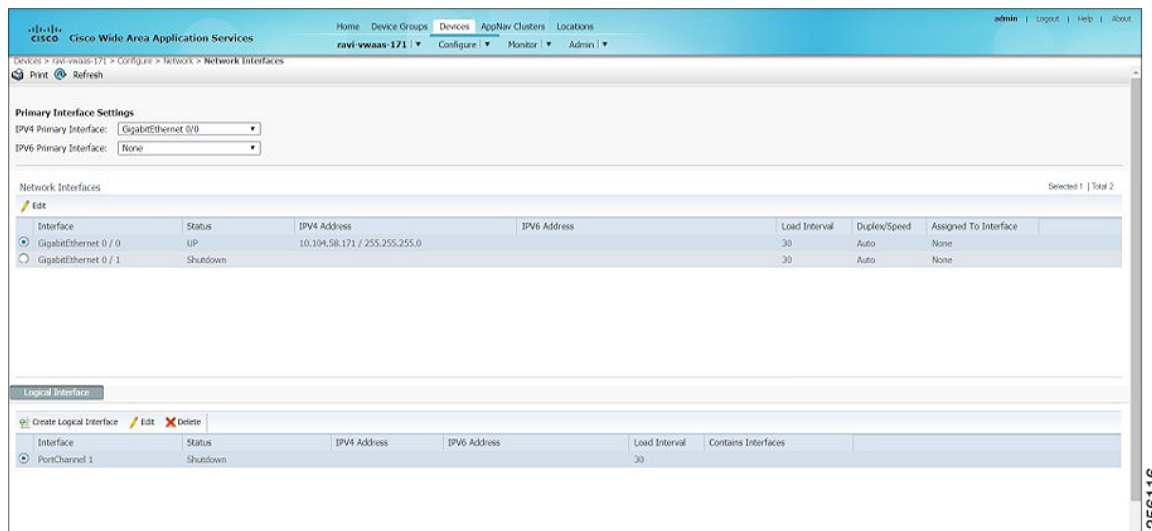 Home Device Groups Devices AppNav Clusters Locations
admin | Logout | Help | About
CISCO Cisco Wide Area Application Services
ravi-vwaas-171 Configure Monitor Admin
Devices > ravi-vwaas-171 > Configure > Network > Network Interfaces
Print Refresh
Primary Interface Settings
IPV4 Primary Interface: GigabitEthernet 0/0
IPV6 Primary Interface: None
Network Interfaces Selected 1 | Total 2
Edit
Interface Status IPV4 Address IPV6 Address Load Interval Duplex/Speed Assigned To Interface
GigabitEthernet 0 / 0 UP 10.104.58.171 / 255.255.255.0 30 Auto None
GigabitEthernet 0 / 1 Shutdown 30 Auto None
Logical Interface
Create Logical Interface Edit Delete
Interface Status IPV4 Address IPV6 Address Load Interval Contains Interfaces
PortChannel 1 Shutdown 30
356116